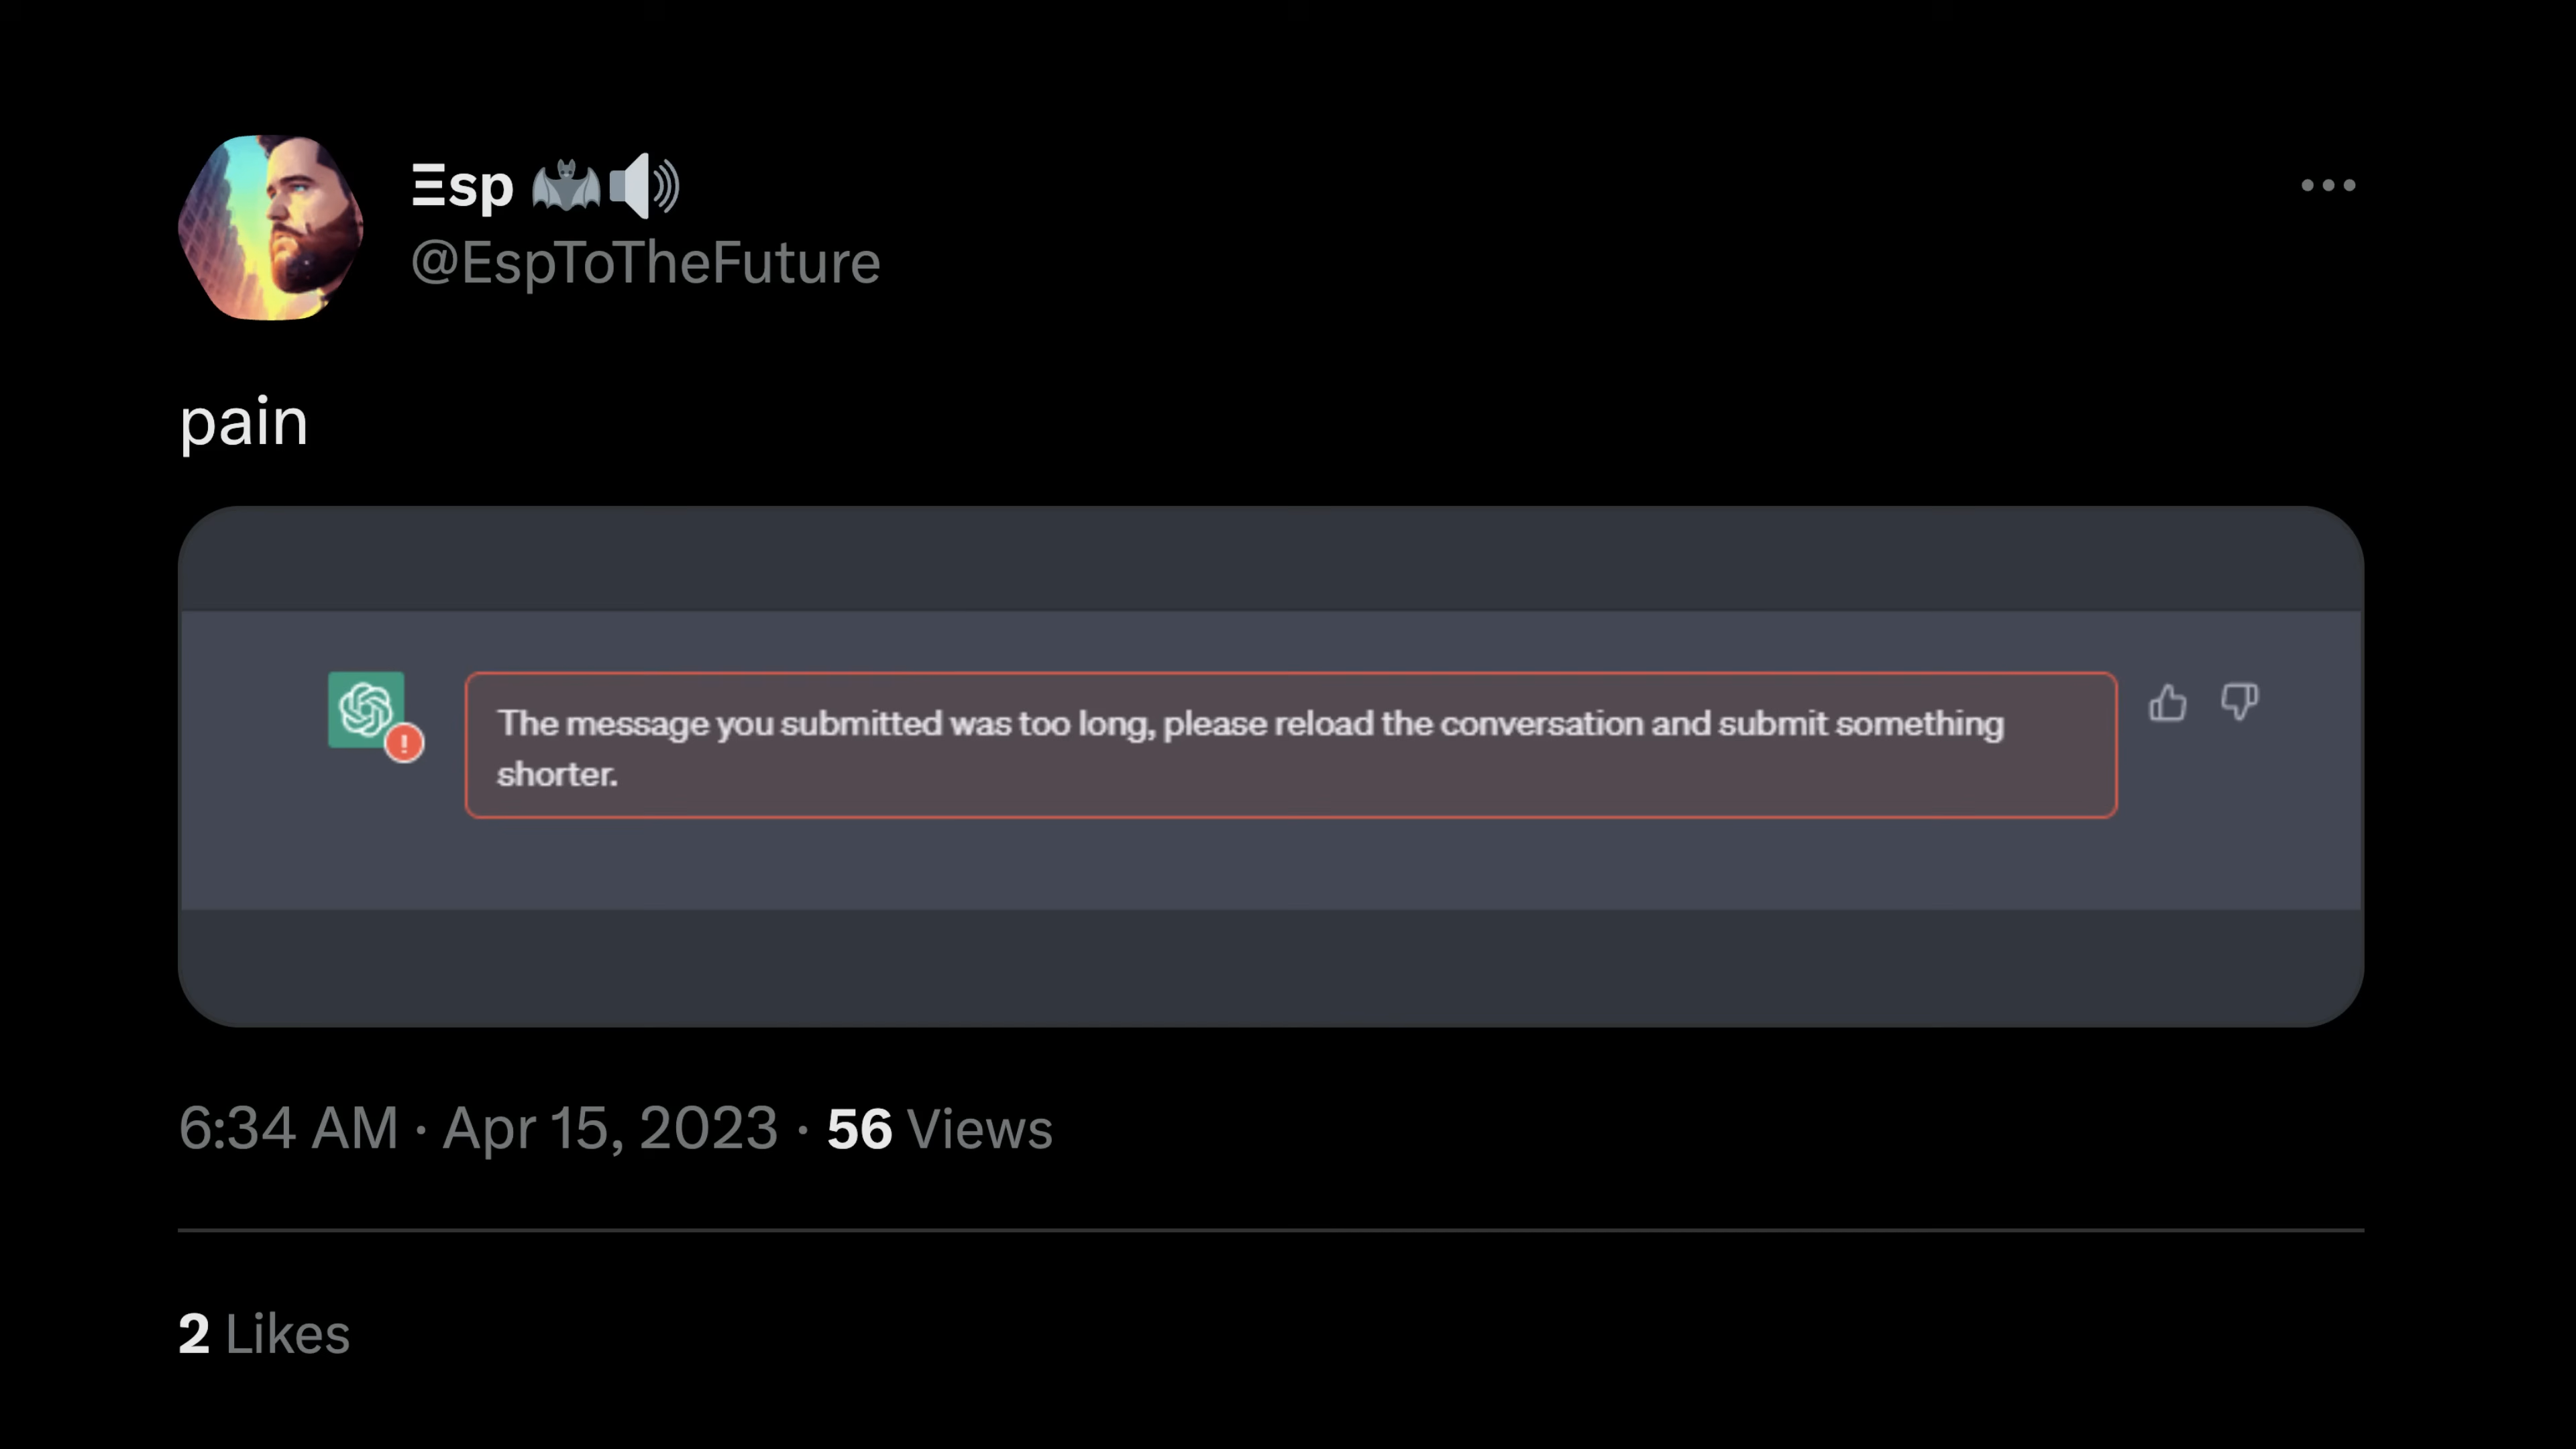 Ξsp 🦇🔊
@EspToTheFuture
pain
The message you submitted was too long, please reload the conversation and submit something
shorter.
6:34 AM · Apr 15, 2023 · 56 Views
2 Likes